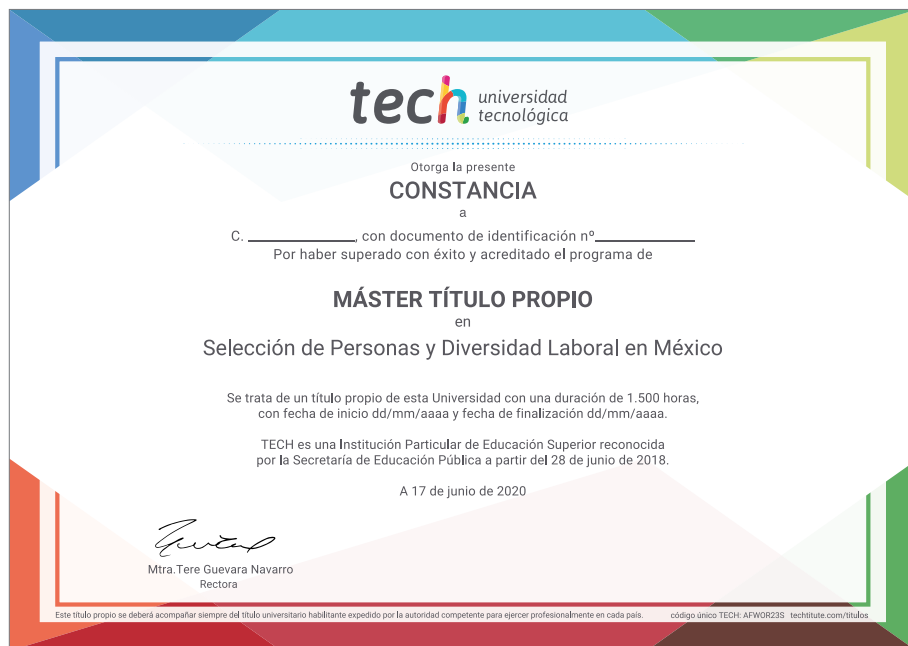 tech universidad
tecnológica
Otorga la presente
CONSTANCIA
a
C. ____________, con documento de identificación nº___________
Por haber superado con éxito y acreditado el programa de
MÁSTER TÍTULO PROPIO
en
Selección de Personas y Diversidad Laboral en México
Se trata de un título propio de esta Universidad con una duración de 1.500 horas,
con fecha de inicio dd/mm/aaaa y fecha de finalización dd/mm/aaaa.
TECH es una Institución Particular de Educación Superior reconocida
por la Secretaría de Educación Pública a partir del 28 de junio de 2018.
A 17 de junio de 2020
Mtra.Tere Guevara Navarro
Rectora
Este título propio se deberá acompañar siempre del título universitario habilitante expedido por la autoridad competente para ejercer profesionalmente en cada país. código único TECH: AFWOR23S techtitute.com/títulos